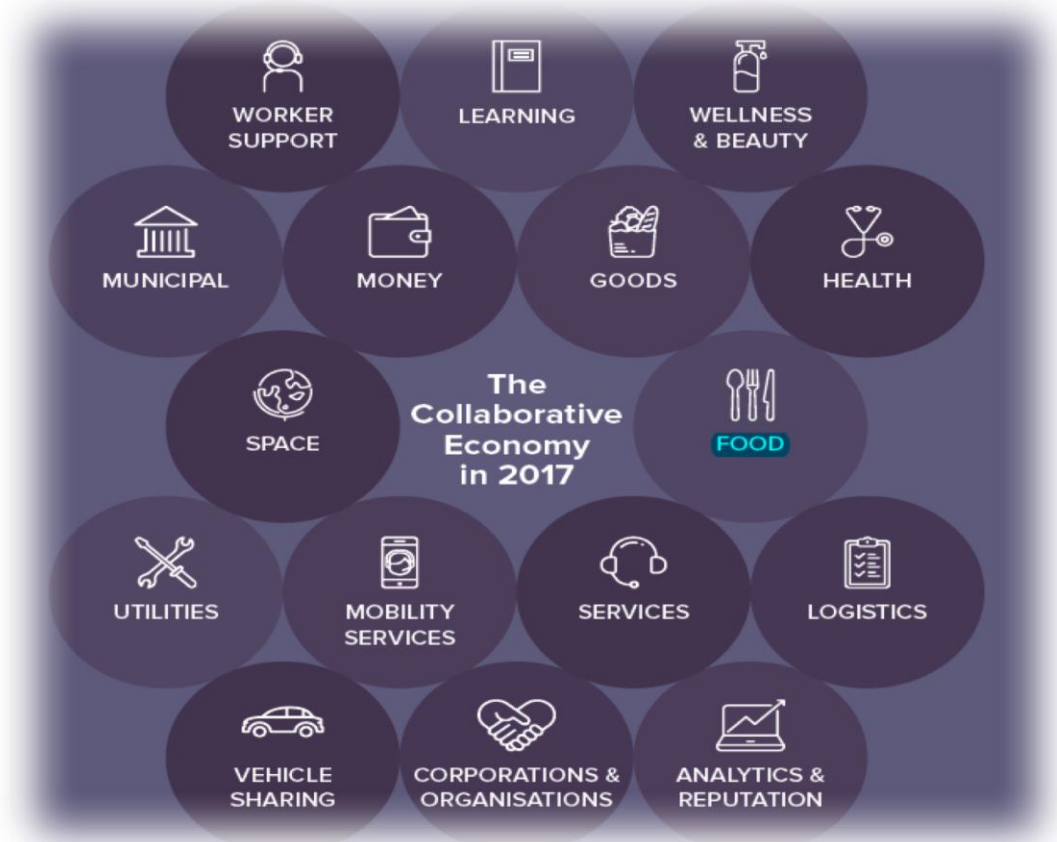 WORKER
SUPPORT
LEARNING
WELLNESS
& BEAUTY
MUNICIPAL
MONEY
GOODS
HEALTH
SPACE
The
Collaborative
Economy
in 2017
FOOD
UTILITIES
MOBILITY
SERVICES
SERVICES
LOGISTICS
VEHICLE
SHARING
CORPORATIONS &
ORGANISATIONS
ANALYTICS &
REPUTATION